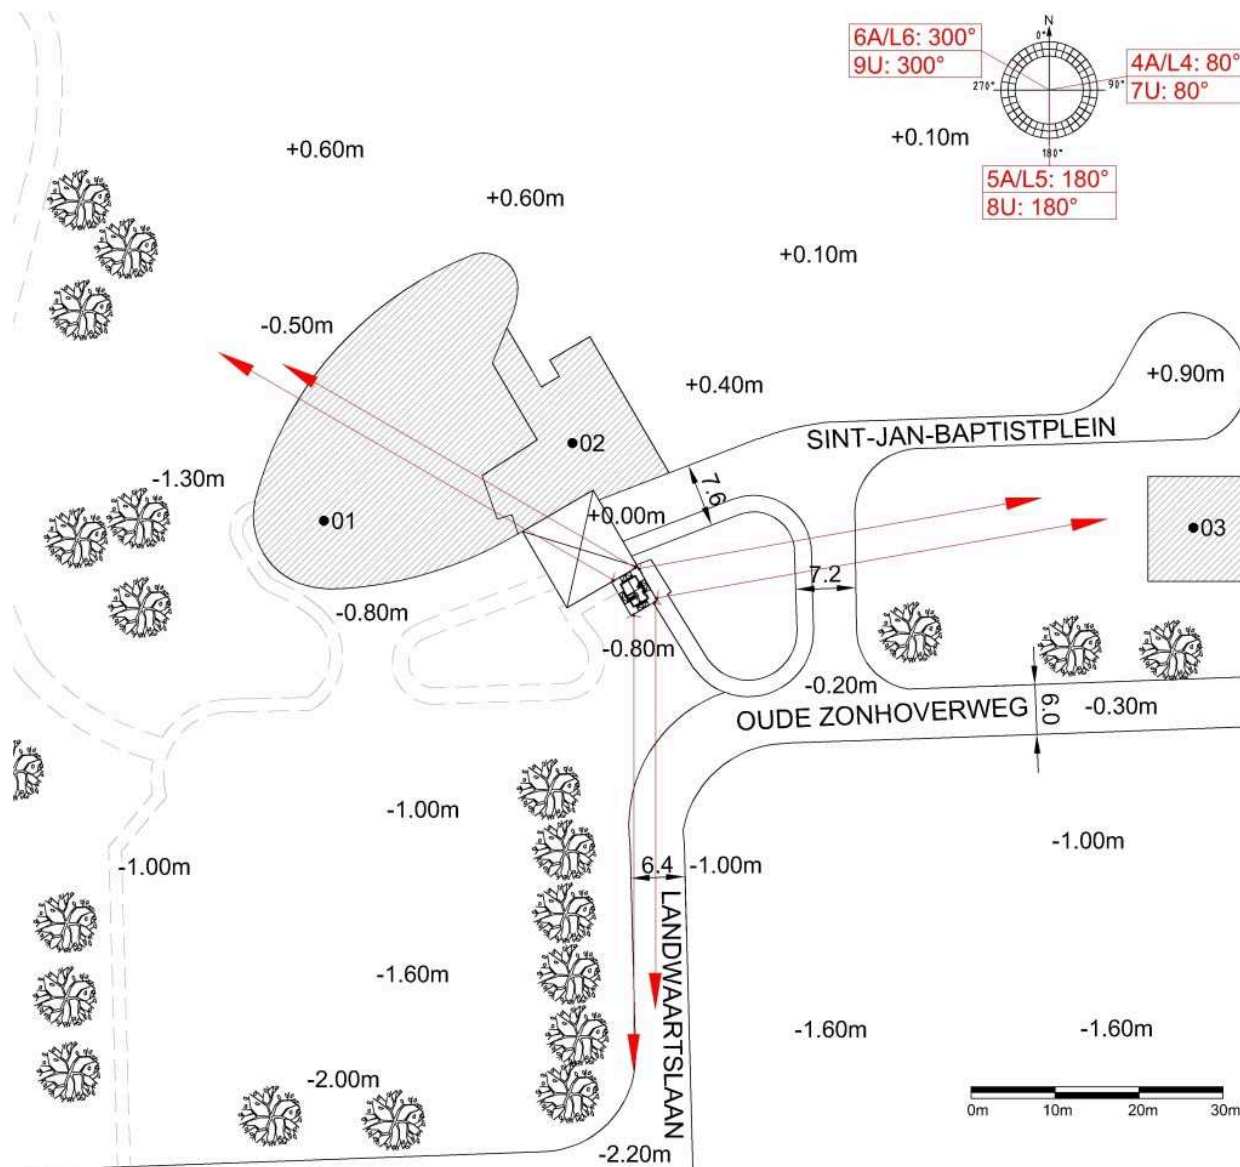 N
0°
6A/L6: 300°
9U: 300°
4A/L4: 80°
7U: 80°
270°
90°
180°
5A/L5: 180°
8U: 180°
+0.60m
+0.10m
+0.60m
+0.10m
-0.50m
+0.40m
+0.90m
SINT-JAN-BAPTISTPLEIN
02
-1.30m
7.6
01
+0.00m
03
7.2
-0.80m
-0.80m
-0.20m
OUDE ZONHOVERWEG
6.0
-0.30m
-1.00m
-1.00m
-1.00m
6.4
-1.00m
LANDWAARTSLAAN
-1.60m
-1.60m
-1.60m
-2.00m
0m 10m 20m 30m
-2.20m